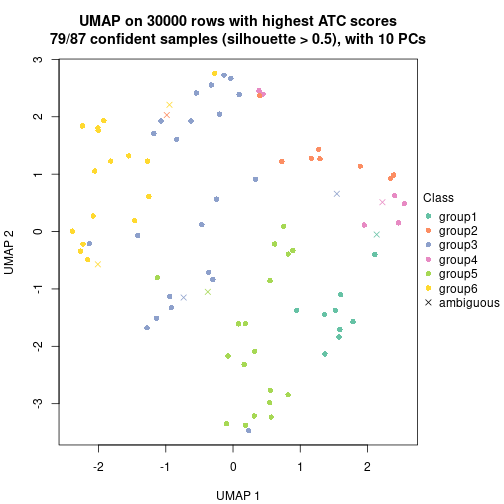 UMAP on 30000 rows with highest ATC scores
79/87 confident samples (silhouette > 0.5), with 10 PCs
3
2
1
0
-1
-2
-3
UMAP 2
-2
-1
0
1
2
UMAP 1
Class
group1
group2
group3
group4
group5
group6
ambiguous